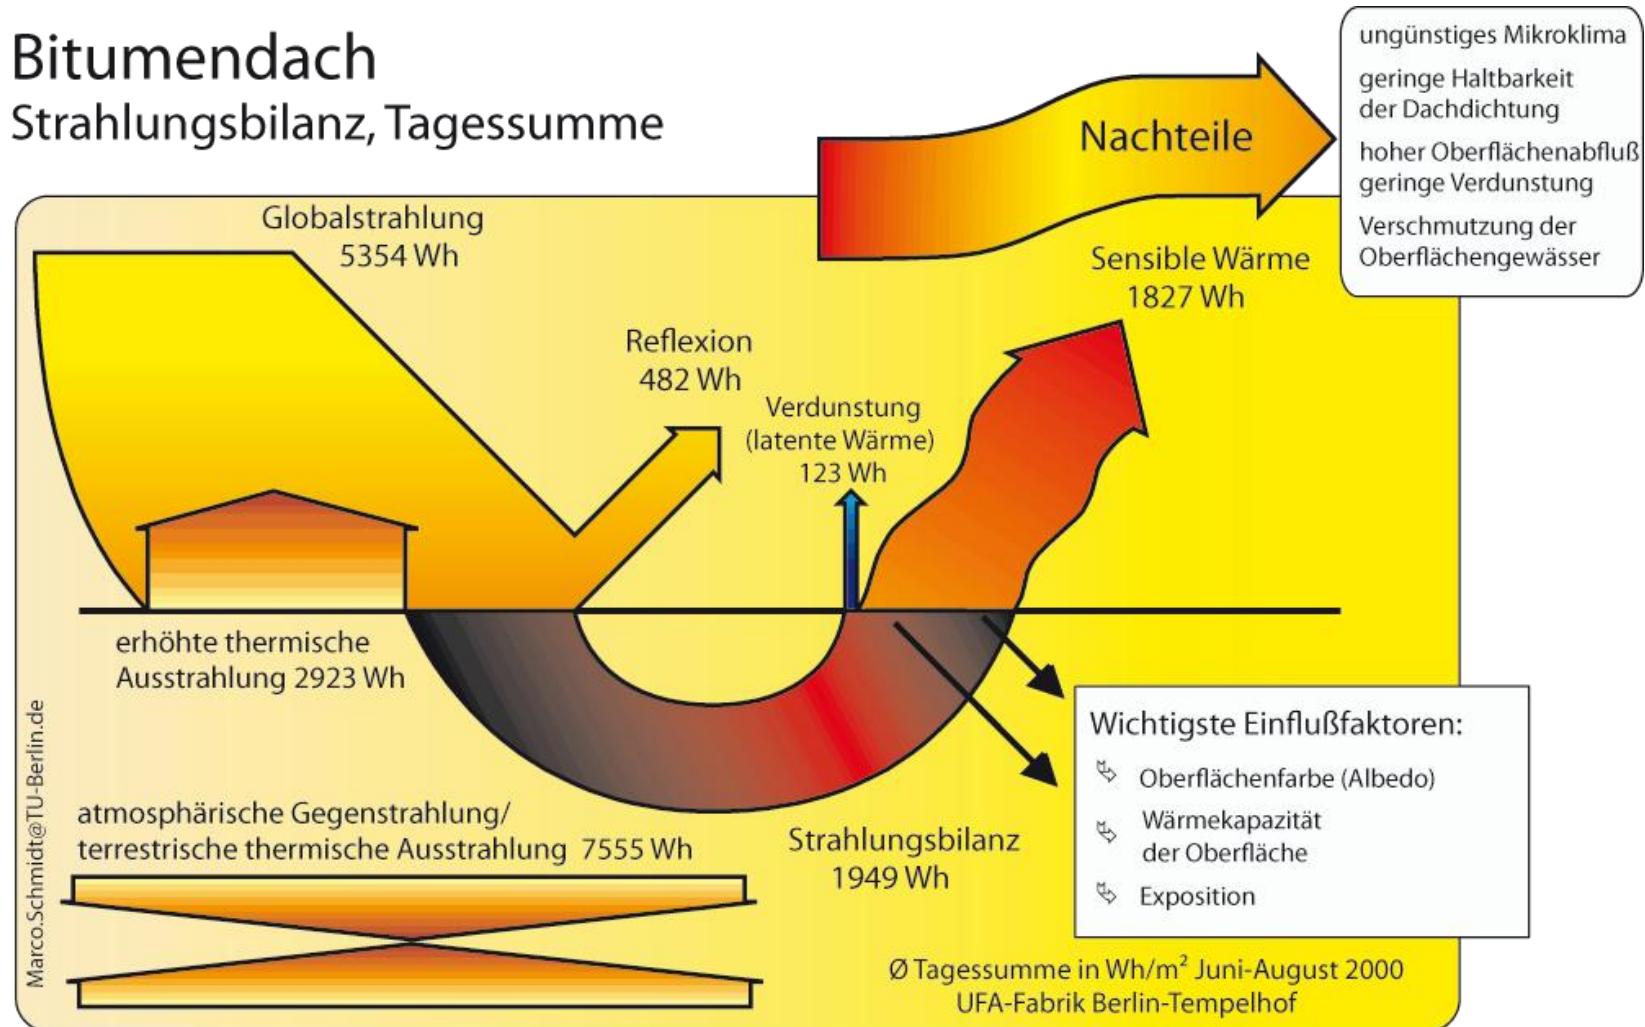 Bitumendach
Strahlungsbilanz, Tagessumme
Nachteile
ungünstiges Mikroklima
geringe Haltbarkeit
der Dachdichtung
hoher Oberflächenabfluß
geringe Verdunstung
Verschmutzung der
Oberflächengewässer
Globalstrahlung
5354 Wh
Sensible Wärme
1827 Wh
Reflexion
482 Wh
Verdunstung
(latente Wärme)
123 Wh
erhöhte thermische
Ausstrahlung 2923 Wh
Wichtigste Einflußfaktoren:
Oberflächenfarbe (Albedo)
Wärmekapazität
der Oberfläche
Exposition
atmosphärische Gegenstrahlung/
terrestrische thermische Ausstrahlung 7555 Wh
Strahlungsbilanz
1949 Wh
Ø Tagessumme in Wh/m² Juni-August 2000
UFA-Fabrik Berlin-Tempelhof
Marco.Schmidt@TU-Berlin.de